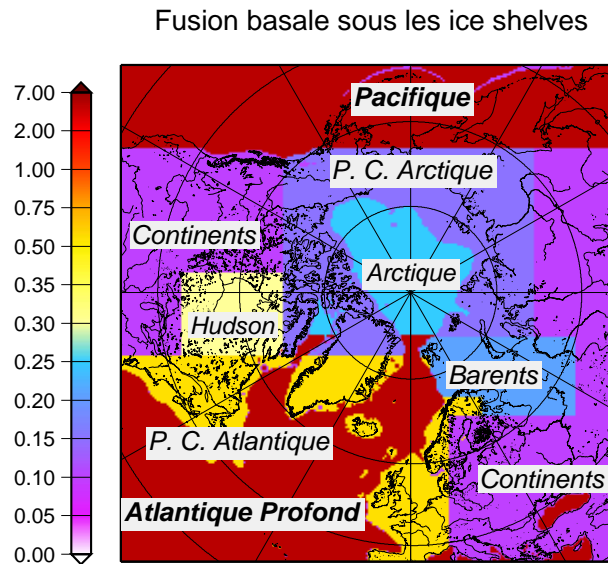 Fusion basale sous les ice shelves
7.00
2.00
1.00
0.75
0.50
0.35
0.30
0.25
0.20
0.15
0.10
0.05
0.00
Pacifique
P. C. Arctique
Continents
Arctique
Hudson
Barents
P. C. Atlantique
Continents
Atlantique Profond